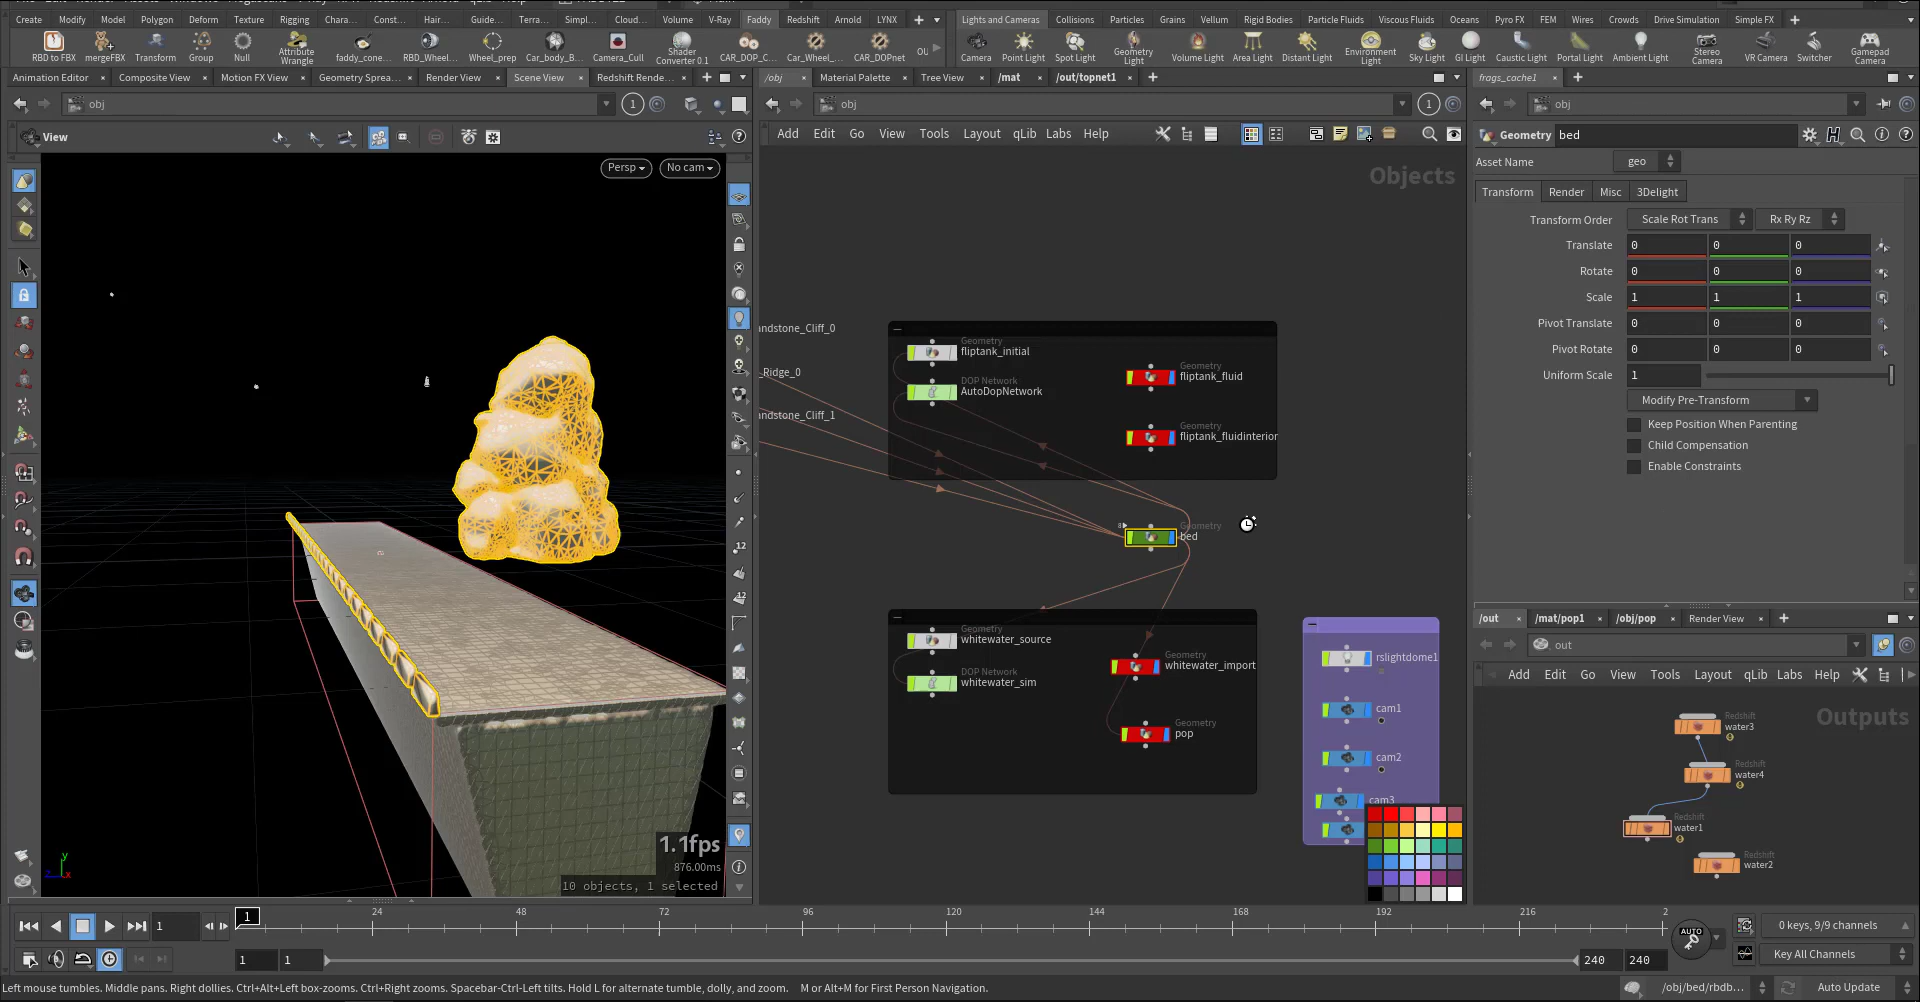 Create Modify Model Polygon Deform Texture Rigging Chara... Const... Hair... Guide... Terra... Simpl... Cloud... Volume V-Ray Faddy Redshift Arnold LYNX
Lights and Cameras Collisions Particles Grains Vellum Rigid Bodies Particle Fluids Viscous Fluids Oceans Pyro FX FEM Wires Crowds Drive Simulation Simple FX
RBD to FBX mergeFBX Transform Group Null Attribute Wrangle faddy_cone... RBD_Wheel... Wheel_prep Car_body_B... Camera_Cull Shader Converter 0.1 CAR_DOP_C... Car_Wheel_... CAR_DOPnet OU
Camera Point Light Spot Light Geometry Light Volume Light Area Light Distant Light Environment Light Sky Light GI Light Caustic Light Portal Light Ambient Light Stereo Camera VR Camera Switcher Gamepad Camera
Animation Editor Composite View Motion FX View Geometry Sprea... Render View Scene View Redshift Rende...
/obj Material Palette Tree View /mat /out/topnet1
frags_cache1
obj 1
obj 1
obj
View
Add Edit Go View Tools Layout qLib Labs Help
Geometry bed
Asset Name geo
Persp No cam
Objects
Transform Render Misc 3Delight
Transform Order Scale Rot Trans Rx Ry Rz
Translate 0 0 0
Rotate 0 0 0
Scale 1 1 1
Pivot Translate 0 0 0
Pivot Rotate 0 0 0
Uniform Scale 1
Modify Pre-Transform
Keep Position When Parenting
Child Compensation
Enable Constraints
andstone_Cliff_0
_Ridge_0
andstone_Cliff_1
Geometry
fliptank_initial
DOP Network
AutoDopNetwork
Geometry
fliptank_fluid
Geometry
fliptank_fluidinterior
Geometry
bed
Geometry
whitewater_source
DOP Network
whitewater_sim
Geometry
whitewater_import
Geometry
pop
rslightdome1
cam1
cam2
cam3
12
12
1.1fps
876.00ms
10 objects, 1 selected
/out /mat/pop1 /obj/pop Render View
out
Add Edit Go View Tools Layout qLib Labs Help
Outputs
Redshift
water3
Redshift
water4
Redshift
water1
Redshift
water2
y
x
1 1 24 48 72 96 120 144 168 192 216 2
AUTO
0 keys, 9/9 channels
1 1 240 240
Key All Channels
Left mouse tumbles. Middle pans. Right dollies. Ctrl+Alt+Left box-zooms. Ctrl+Right zooms. Spacebar-Ctrl-Left tilts. Hold L for alternate tumble, dolly, and zoom. M or Alt+M for First Person Navigation.
/obj/bed/rbdb... Auto Update